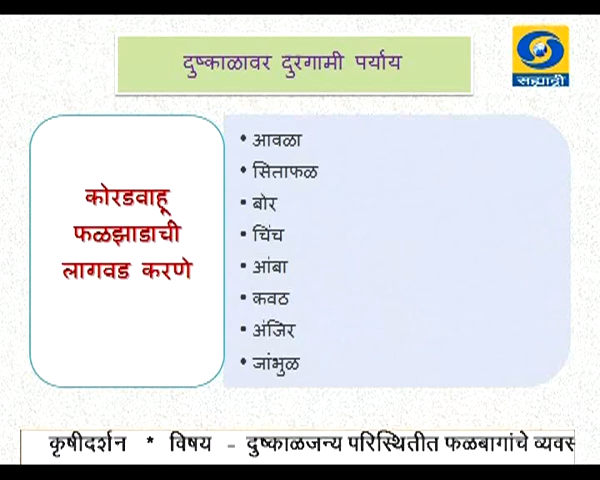 दुष्काळावर दुरगामी पर्याय
सह्याद्री
कोरडवाहू
फळझाडाची
लागवड करणे
• आवळा
• सिताफळ
• बोर
• चिंच
• आंबा
• कवठ
• अंजिर
• जांभुळ
कृषीदर्शन * विषय - दुष्काळजन्य परिस्थितीत फळबागांचे व्यवस